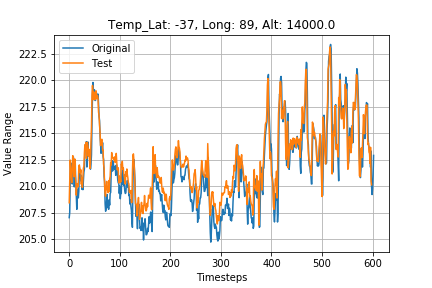 Temp_Lat: -37, Long: 89, Alt: 14000.0
Original
Test
Value Range
222.5
220.0
217.5
215.0
212.5
210.0
207.5
205.0
0 100 200 300 400 500 600
Timesteps